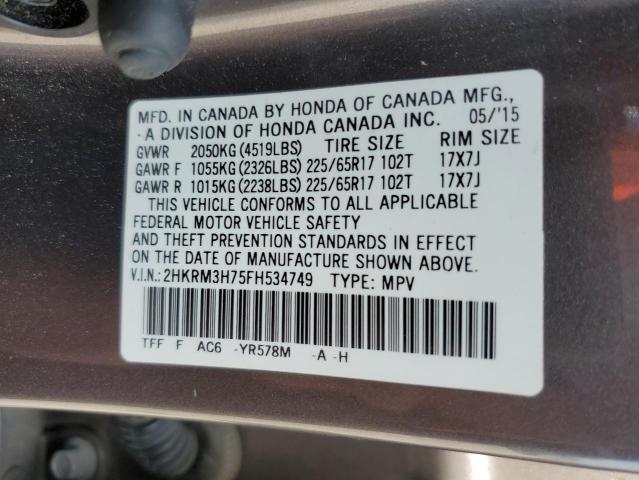 MFD. IN CANADA BY HONDA OF CANADA MFG., 05/'15
-A DIVISION OF HONDA CANADA INC.
GVWR 2050KG(4519LBS) TIRE SIZE RIM SIZE
GAWR F 1055KG(2326LBS) 225/65R17 102T 17X7J
GAWR R 1015KG(2238LBS) 225/65R17 102T 17X7J
THIS VEHICLE CONFORMS TO ALL APPLICABLE
FEDERAL MOTOR VEHICLE SAFETY
AND THEFT PREVENTION STANDARDS IN EFFECT
ON THE DATE OF MANUFACTURE SHOWN ABOVE.
V.I.N.: 2HKRM3H75FH534749 TYPE: MPV
TFF F AC6 -YR578M -A -H